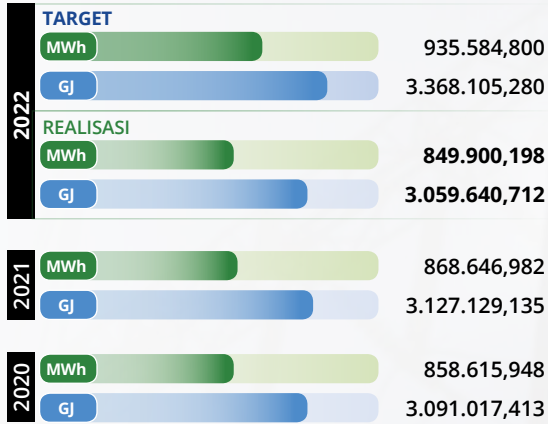 2022
TARGET
MWh 935.584,800
GJ 3.368.105,280
REALISASI
MWh 849.900,198
GJ 3.059.640,712
2021
MWh 868.646,982
GJ 3.127.129,135
2020
MWh 858.615,948
GJ 3.091.017,413